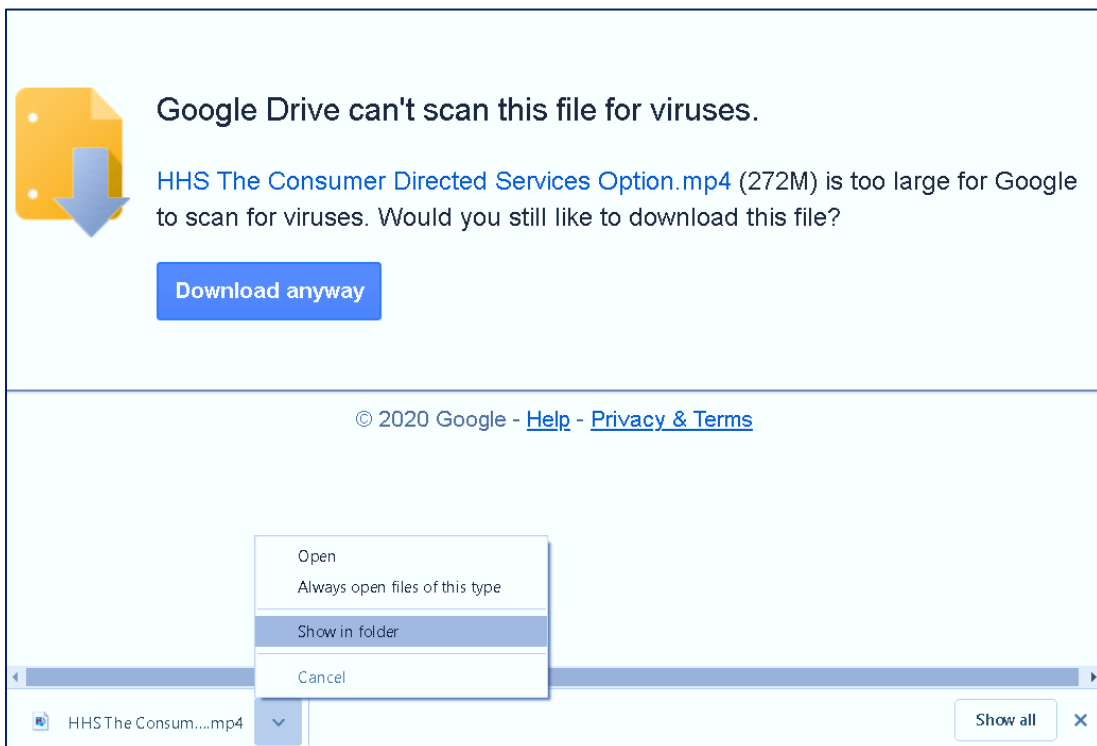 Google Drive can't scan this file for viruses.
HHS The Consumer Directed Services Option.mp4 (272M) is too large for Google
to scan for viruses. Would you still like to download this file?
Download anyway
© 2020 Google - Help - Privacy & Terms
Open
Always open files of this type
Show in folder
Cancel
HHS The Consum....mp4
Show all